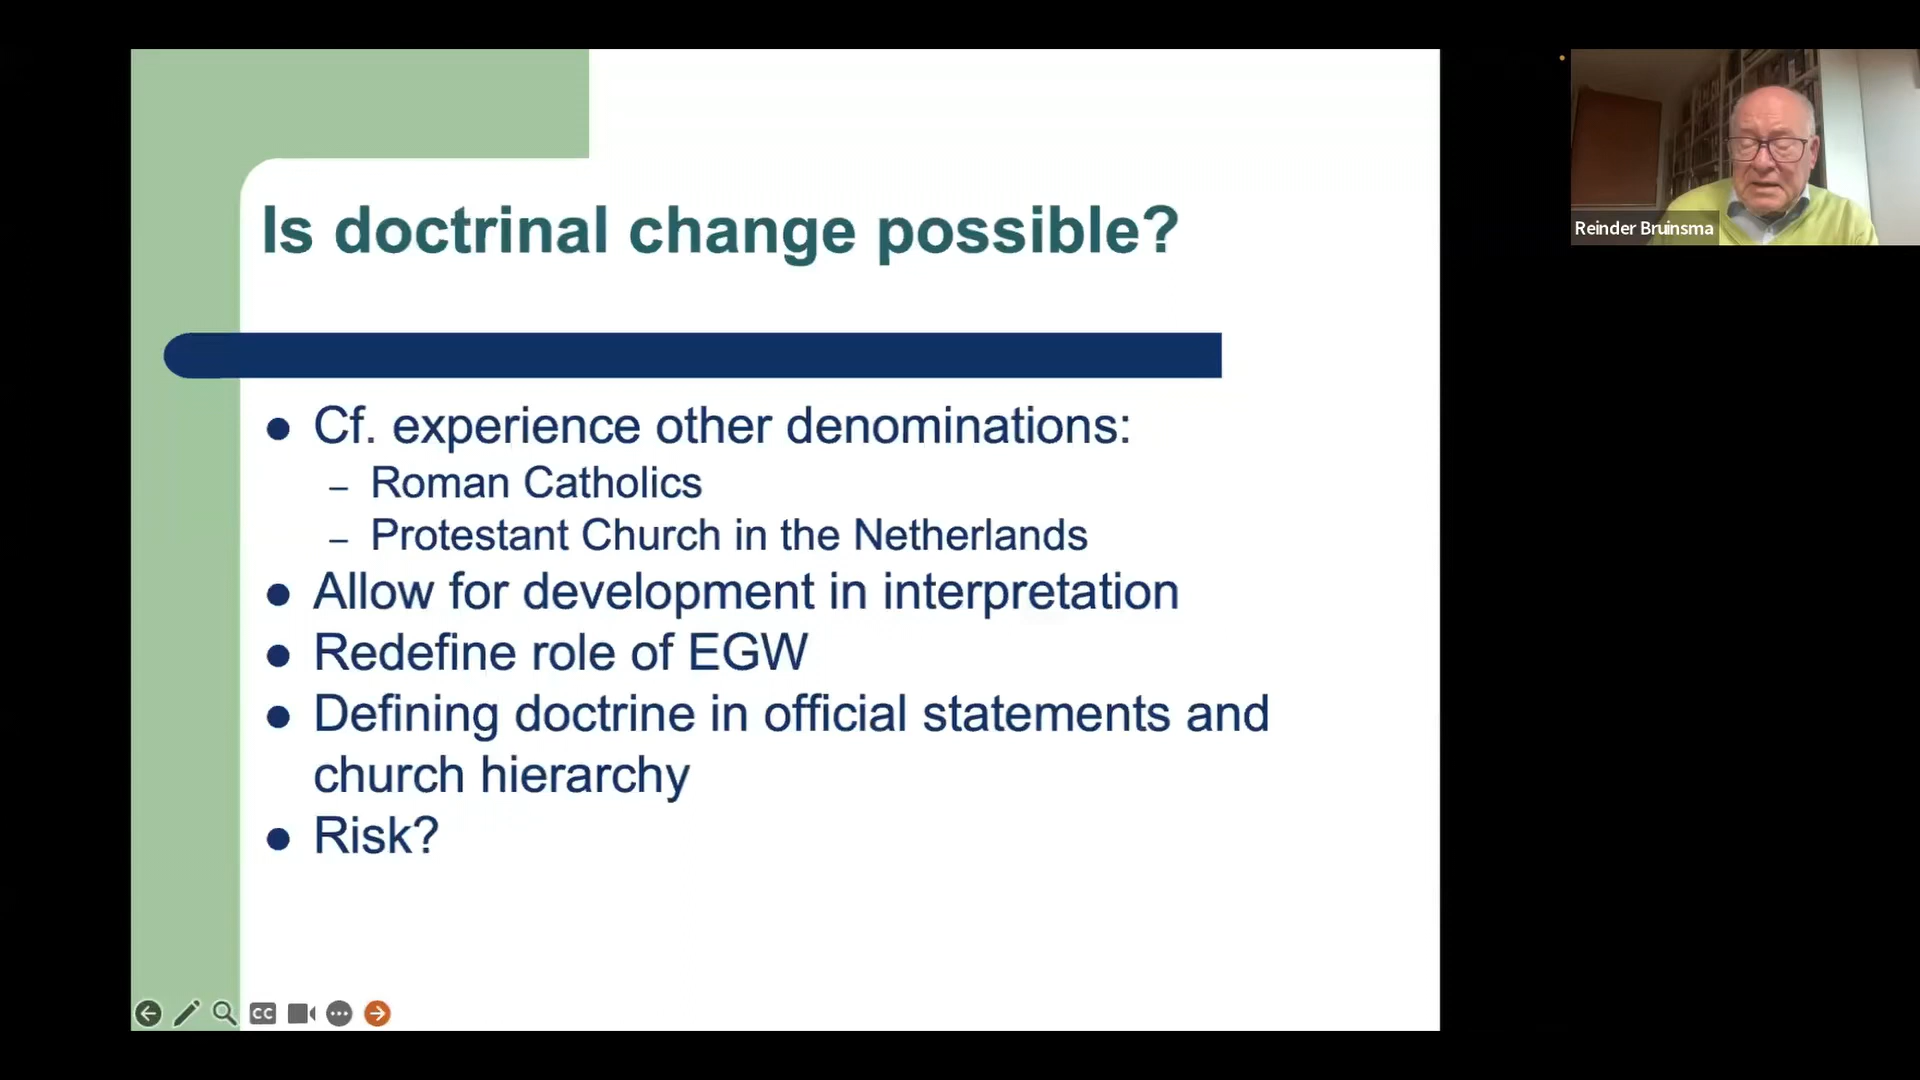 Is doctrinal change possible?
● Cf. experience other denominations:
– Roman Catholics
– Protestant Church in the Netherlands
● Allow for development in interpretation
● Redefine role of EGW
● Defining doctrine in official statements and
church hierarchy
● Risk?
Reinder Bruinsma
CC